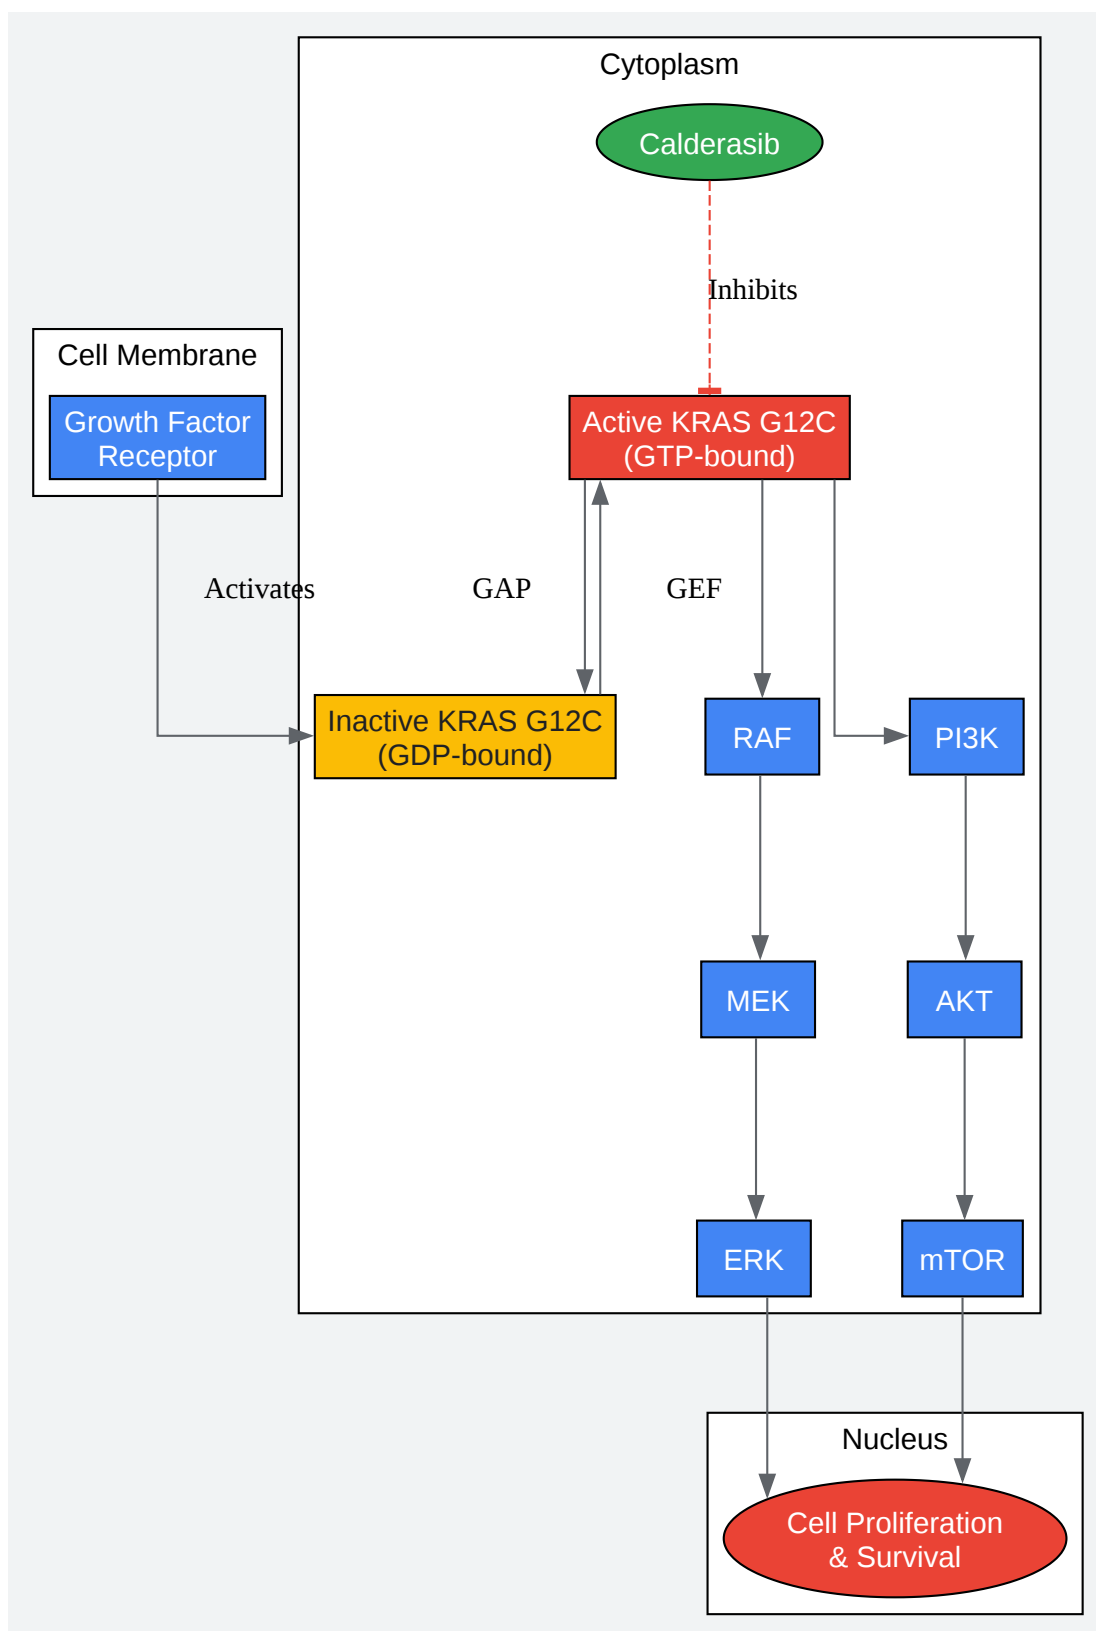 Cytoplasm
Calderasib
Inhibits
Cell Membrane
Growth Factor
Receptor
Active KRAS G12C
(GTP-bound)
Activates
GAP
GEF
Inactive KRAS G12C
(GDP-bound)
RAF
PI3K
MEK
AKT
ERK
mTOR
Nucleus
Cell Proliferation
& Survival